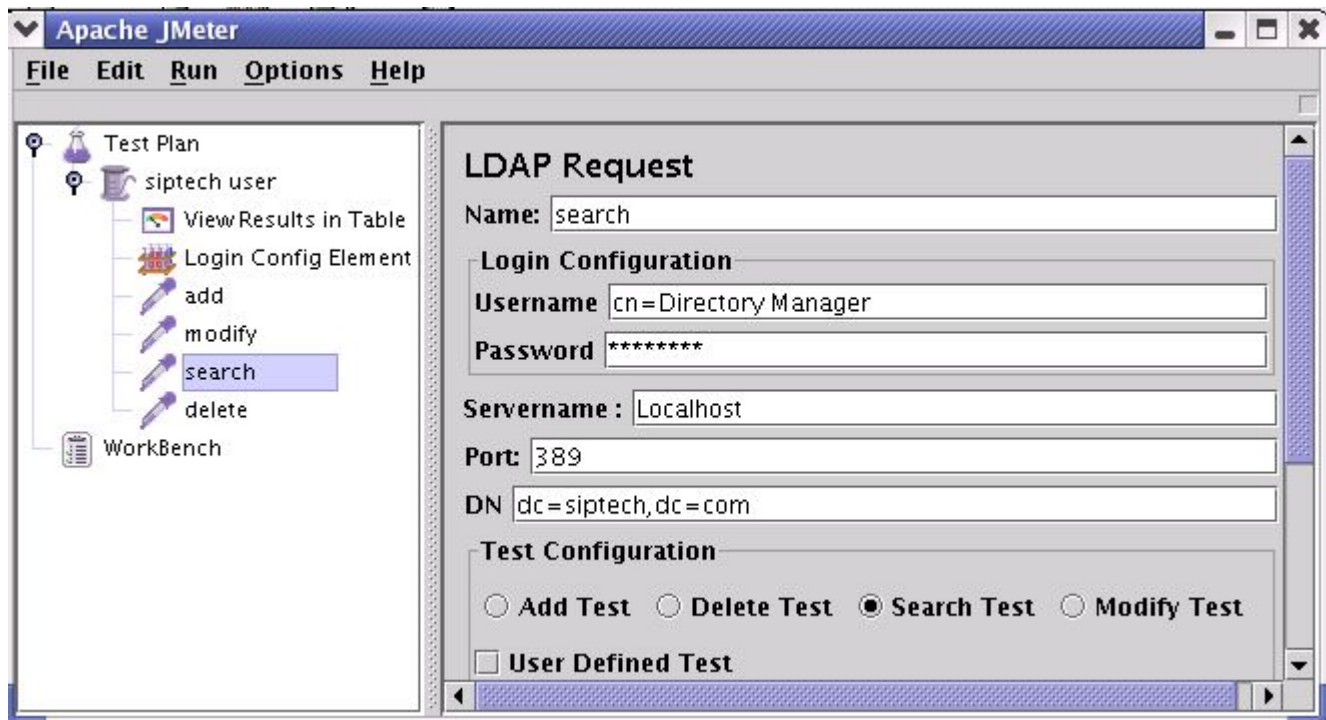 Apache JMeter
File Edit Run Options Help
Test Plan
siptech user
View Results in Table
Login Config Element
add
modify
search
delete
WorkBench
LDAP Request
Name: search
Login Configuration
Username cn=Directory Manager
Password ********
Servername : Localhost
Port: 389
DN dc=siptech,dc=com
Test Configuration
Add Test Delete Test Search Test Modify Test
User Defined Test